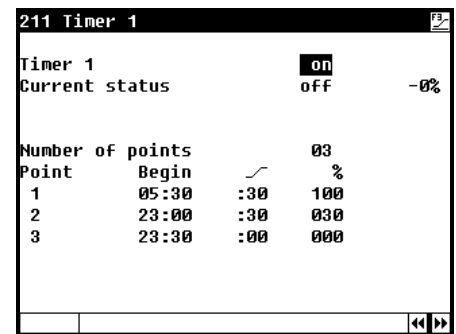 211 Timer 1 F3
Timer 1 on
Current status off -0%
Number of points 03
Point Begin %
1 05:30 :30 100
2 23:00 :30 030
3 23:30 :00 000